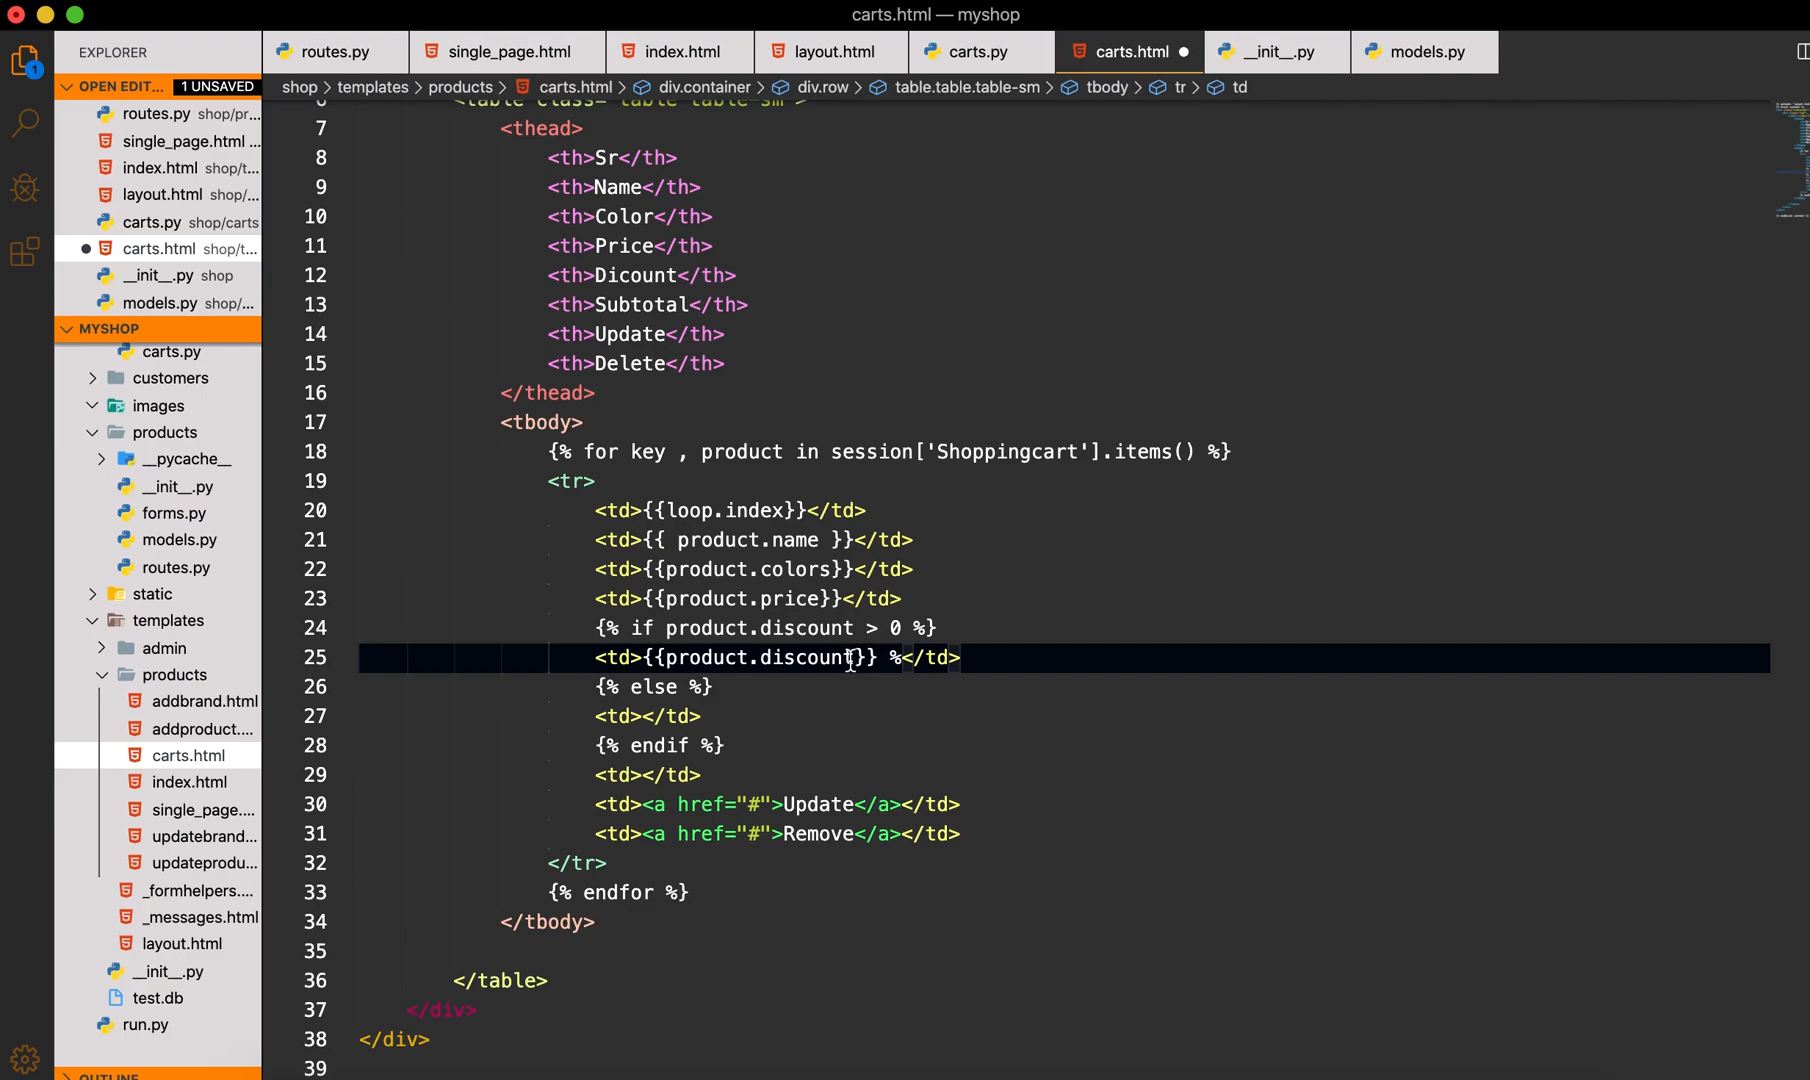 carts.html — myshop
EXPLORER
routes.py
single_page.html
index.html
layout.html
carts.py
carts.html
__init__.py
models.py
OPEN EDIT... 1 UNSAVED
shop > templates > products > carts.html > div.container > div.row > table.table.table-sm > tbody > tr > td
1
routes.py shop/pr...
single_page.html ...
index.html shop/t...
layout.html shop/...
carts.py shop/carts
carts.html shop/t...
__init__.py shop
models.py shop/...
MYSHOP
carts.py
customers
images
products
__pycache__
__init__.py
forms.py
models.py
routes.py
static
templates
admin
products
addbrand.html
addproduct....
carts.html
index.html
single_page....
updatebrand...
updateprodu...
_formhelpers....
_messages.html
layout.html
__init__.py
test.db
run.py
OUTLINE
6 <table class="table table-sm">
7 <thead>
8 <th>Sr</th>
9 <th>Name</th>
10 <th>Color</th>
11 <th>Price</th>
12 <th>Dicount</th>
13 <th>Subtotal</th>
14 <th>Update</th>
15 <th>Delete</th>
16 </thead>
17 <tbody>
18 {% for key , product in session['Shoppingcart'].items() %}
19 <tr>
20 <td>{{loop.index}}</td>
21 <td>{{ product.name }}</td>
22 <td>{{product.colors}}</td>
23 <td>{{product.price}}</td>
24 {% if product.discount > 0 %}
25 <td>{{product.discount}} %</td>
26 {% else %}
27 <td></td>
28 {% endif %}
29 <td></td>
30 <td><a href="#">Update</a></td>
31 <td><a href="#">Remove</a></td>
32 </tr>
33 {% endfor %}
34 </tbody>
35
36 </table>
37 </div>
38 </div>
39